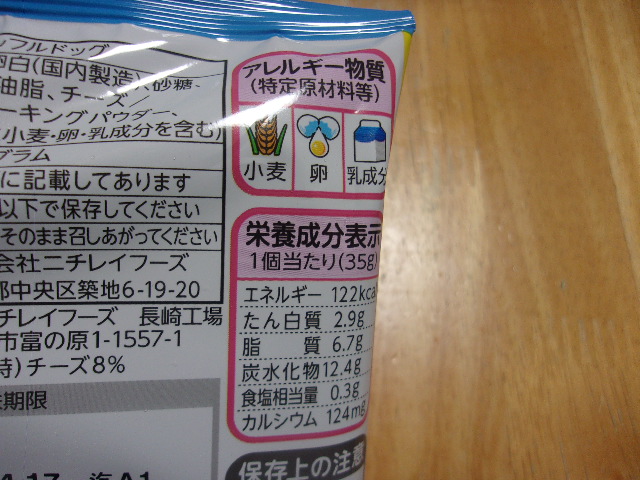 ッフルドッグ
卵白(国内製造)、砂糖、
油脂、チーズ/
ーキングパウダー、
小麦・卵・乳成分を含む)
グラム
に記載してあります
以下で保存してください
そのまま召しあがってください
会社ニチレイフーズ
都中央区築地6-19-20
チレイフーズ 長崎工場
市富の原1-1557-1
時)チーズ8%
期限
アレルギー物質
(特定原材料等)
小麦 卵 乳成分
栄養成分表示
1個当たり(35g)
エネルギー 122kcal
たん白質 2.9g
脂質 6.7g
炭水化物 12.4g
食塩相当量 0.3g
カルシウム 124mg
保存上の注意